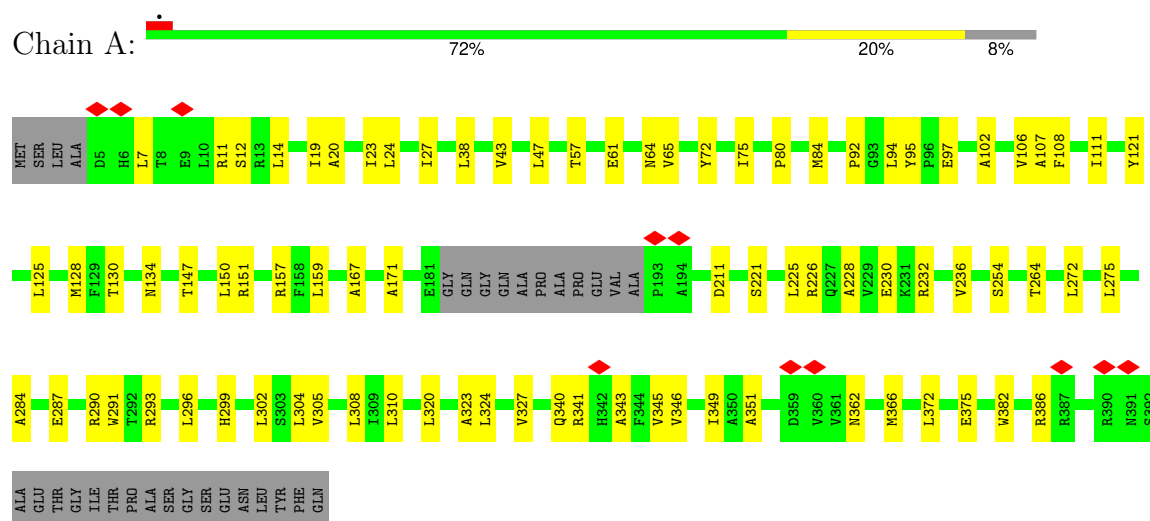 Chain A: •
72% 20% 8%
MET SER LEU ALA D5 H6 L7 T8 E9 L10 R11 S12 R13 L14 I19 A20 I23 L24 I27 L38 V43 L47 T57 E61 N64 V65 Y72 I75 P80 M84 P92 G93 L94 Y95 P96 E97 A102 V106 A107 F108 I111 Y121
L125 M128 F129 T130 N134 T147 L150 R151 R157 F158 L159 A167 A171 E181 GLY GLN GLY GLN ALA PRO ALA PRO GLU VAL ALA P193 A194 D211 S221 L225 R226 Q227 A228 V229 E230 K231 R232 V236 S254 T264 L272 L275
A284 E287 R290 W291 T292 R293 L296 H299 L302 S303 L304 V305 L308 I309 L310 L320 A323 L324 V327 Q340 R341 H342 A343 F344 V345 V346 I349 A350 A351 D359 V360 V361 N362 M366 L372 E375 W382 R386 R387 R390 N391 S392
ALA GLU THR GLY ILE THR PRO ALA SER GLY SER GLU ASN LEU TYR PHE GLN